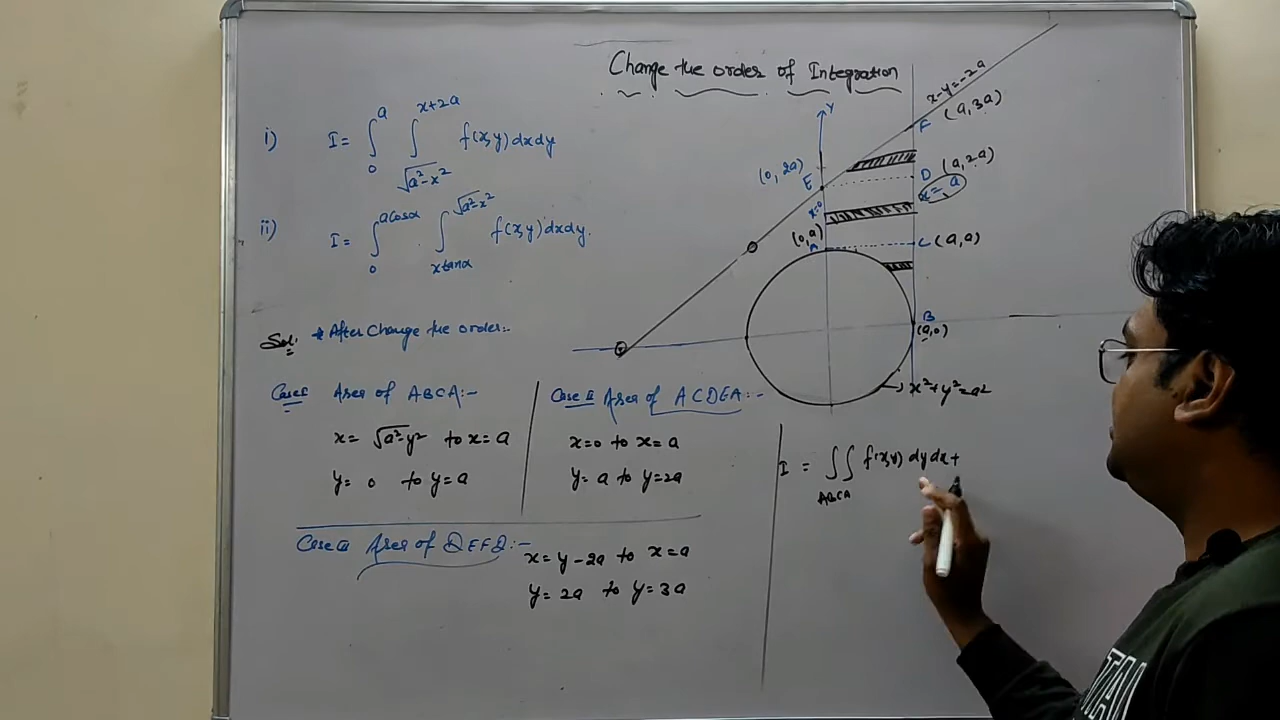 Change the order of Integration
i) I = ∫₀^a ∫_{√a²-x²}^{x+2a} f(x,y) dx dy
ii) I = ∫₀^{a cosα} ∫_{x tanα}^{√a²-x²} f(x,y) dx dy.
Sol: * After Change the order:-
Case I Area of ABCA:-
x = √a²-y² to x = a
y = 0 to y = a
Case II Area of ACDEA:-
x=0 to x=a
y= a to y=2a
Case III Area of DEFD:-
x= y-2a to x=a
y= 2a to y= 3a
I = ∫∫_{ABCA} f(x,y) dy dx +
Y
x-y=-2a
F (a,3a)
(0, 2a) E
D (a,2a)
x=a
x=0
(0,a) A
C (a,a)
B (a,0)
x²+y²=a²